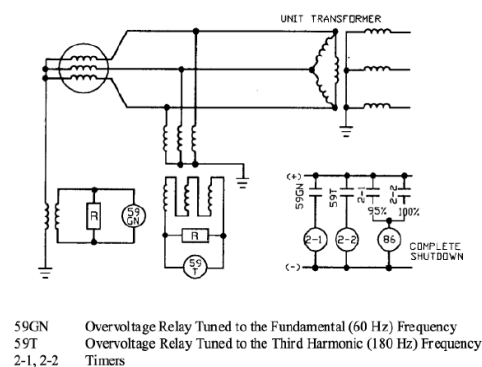 UNIT TRANSFORMER
R
59
GN
R
59
T
(+)
59GN
59T
2-1
2-2
95%
100%
2-1
2-2
86
COMPLETE
SHUTDOWN
(-)
59GN Overvoltage Relay Tuned to the Fundamental (60 Hz) Frequency
59T Overvoltage Relay Tuned to the Third Harmonic (180 Hz) Frequency
2-1, 2-2 Timers